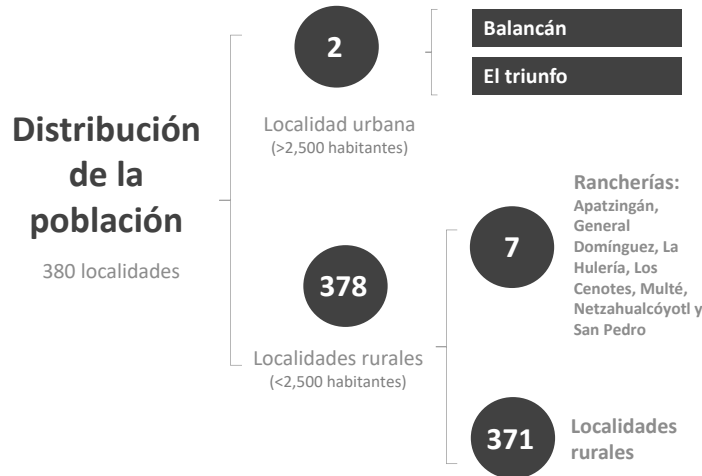 Distribución
de la
población
380 localidades
2
Localidad urbana
(>2,500 habitantes)
Balancán
El triunfo
378
Localidades rurales
(<2,500 habitantes)
7
Rancherías:
Apatzingán,
General
Domínguez, La
Hulería, Los
Cenotes, Multé,
Netzahualcóyotl y
San Pedro
371
Localidades
rurales